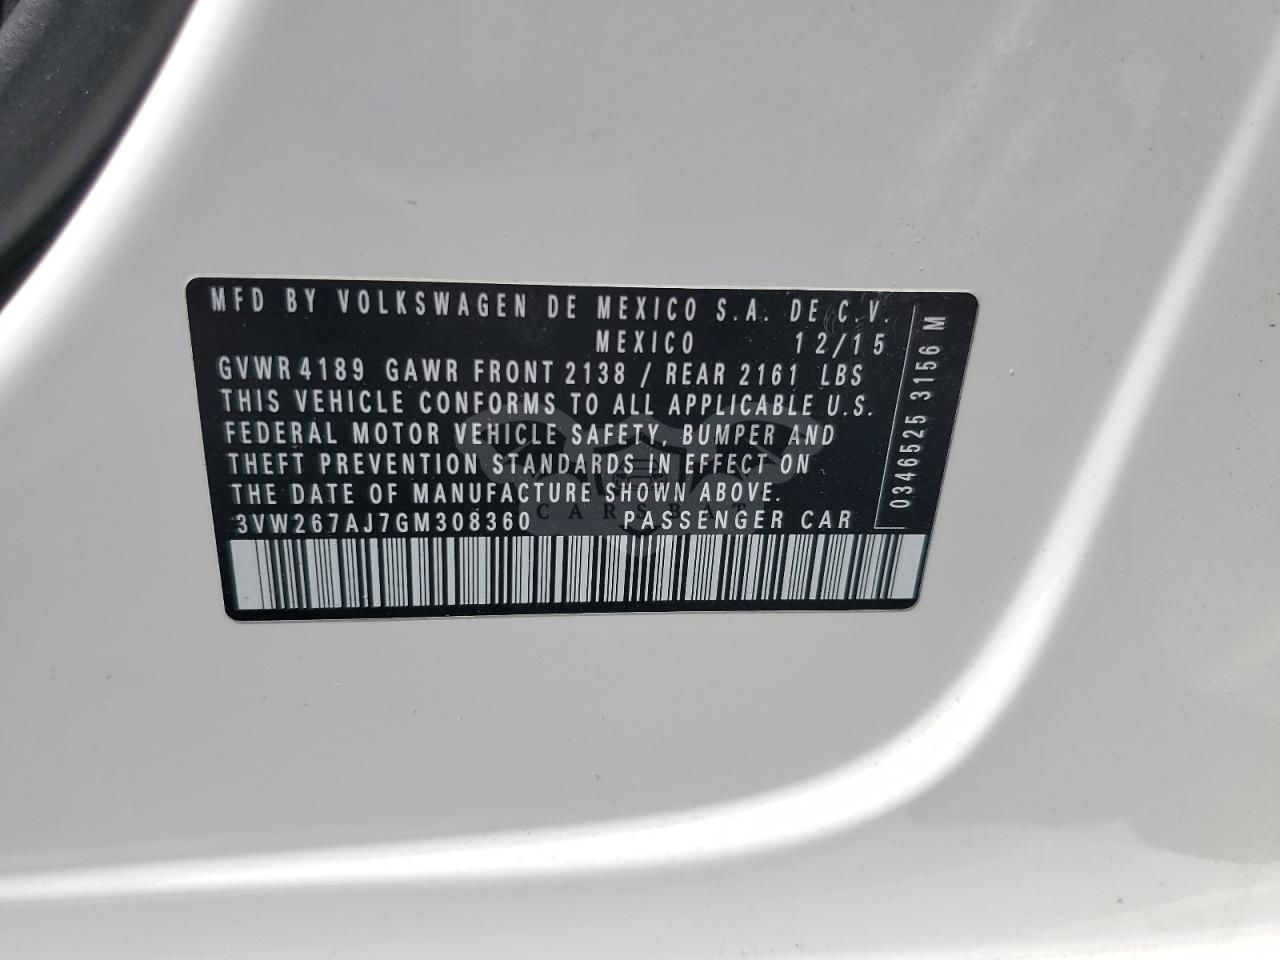 MFD BY VOLKSWAGEN DE MEXICO S.A. DE C.V.
MEXICO 12/15
GVWR 4189 GAWR FRONT 2138 / REAR 2161 LBS
THIS VEHICLE CONFORMS TO ALL APPLICABLE U.S.
FEDERAL MOTOR VEHICLE SAFETY, BUMPER AND
THEFT PREVENTION STANDARDS IN EFFECT ON
THE DATE OF MANUFACTURE SHOWN ABOVE.
CARSBAT
3VW267AJ7GM308360 PASSENGER CAR
0346525 3156 M